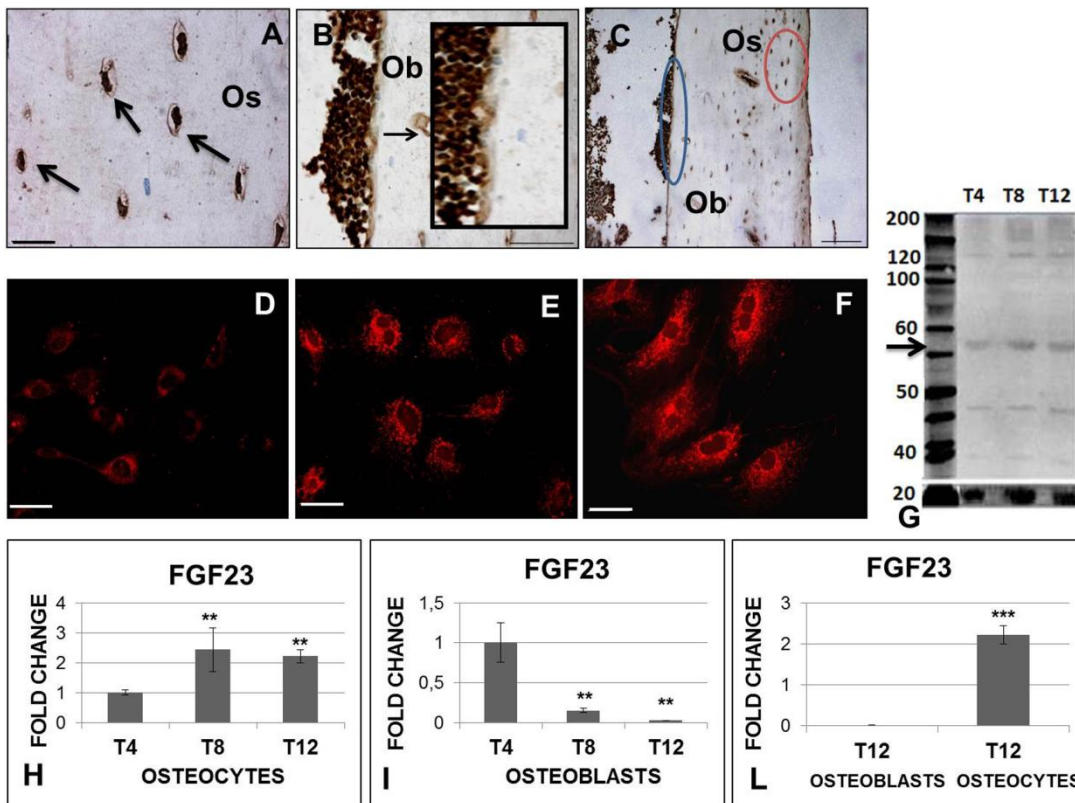 A
Os
B
Ob
C
Os
Ob
D
E
F
T4 T8 T12
200
120
100
60
50
40
20
G
FGF23
FOLD CHANGE
4
3
2
1
0
**
**
T4 T8 T12
H
OSTEOCYTES
FGF23
FOLD CHANGE
1,5
1
0,5
0
**
**
T4 T8 T12
I
OSTEOBLASTS
FGF23
FOLD CHANGE
3
2
1
0
***
T12 T12
L
OSTEOBLASTS OSTEOCYTES